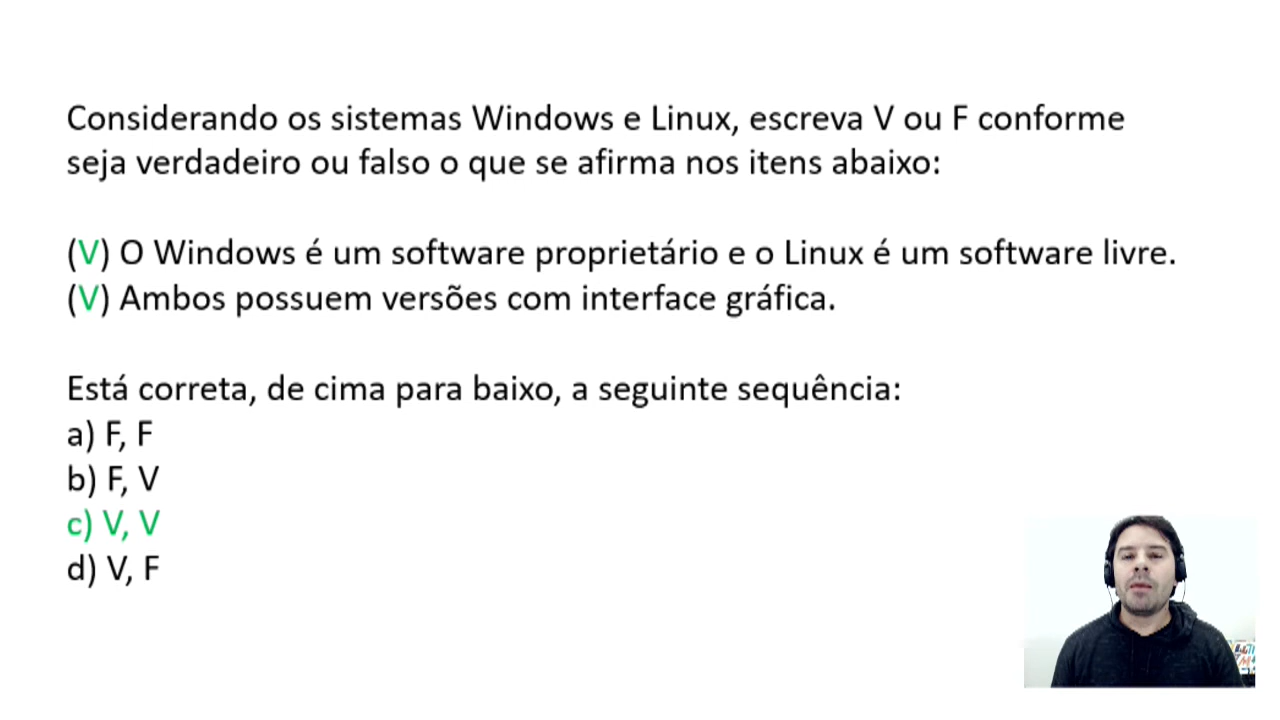 Considerando os sistemas Windows e Linux, escreva V ou F conforme
seja verdadeiro ou falso o que se afirma nos itens abaixo:
(V) O Windows é um software proprietário e o Linux é um software livre.
(V) Ambos possuem versões com interface gráfica.
Está correta, de cima para baixo, a seguinte sequência:
a) F, F
b) F, V
c) V, V
d) V, F